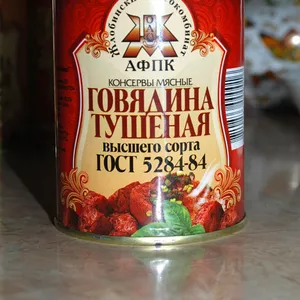 АФПК
КОНСЕРВЫ МЯСНЫЕ
ГОВЯДИНА
ТУШЕНАЯ
высшего сорта
ГОСТ 5284-84